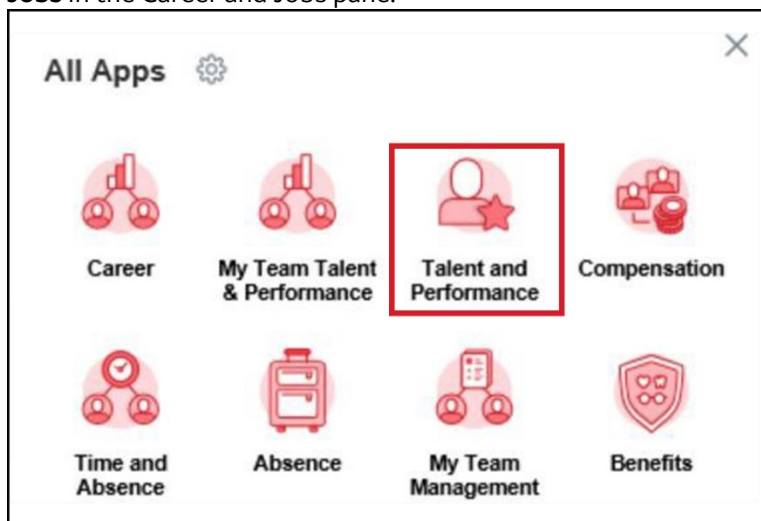 Jobs in the Career and Jobs pane.
All Apps
Career
My Team Talent
& Performance
Talent and
Performance
Compensation
Time and
Absence
Absence
My Team
Management
Benefits